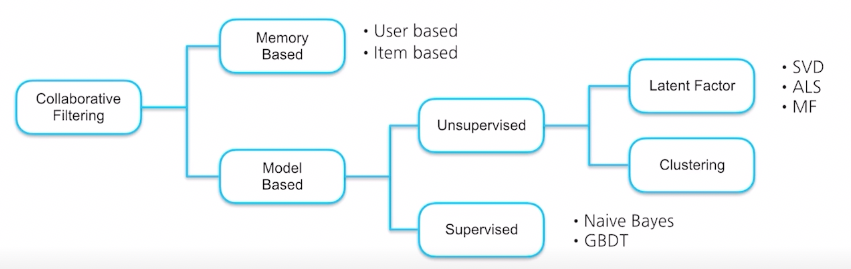 Collaborative
Filtering
Memory
Based
• User based
• Item based
Model
Based
Unsupervised
Latent Factor
• SVD
• ALS
• MF
Clustering
Supervised
• Naive Bayes
• GBDT